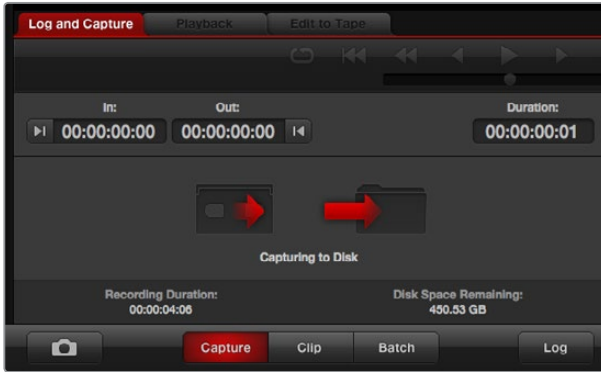 Log and Capture Playback Edit to Tape
In: Out: Duration:
00:00:00:00 00:00:00:00 00:00:00:01
Capturing to Disk
Recording Duration: Disk Space Remaining:
00:00:04:06 450.53 GB
Capture Clip Batch Log